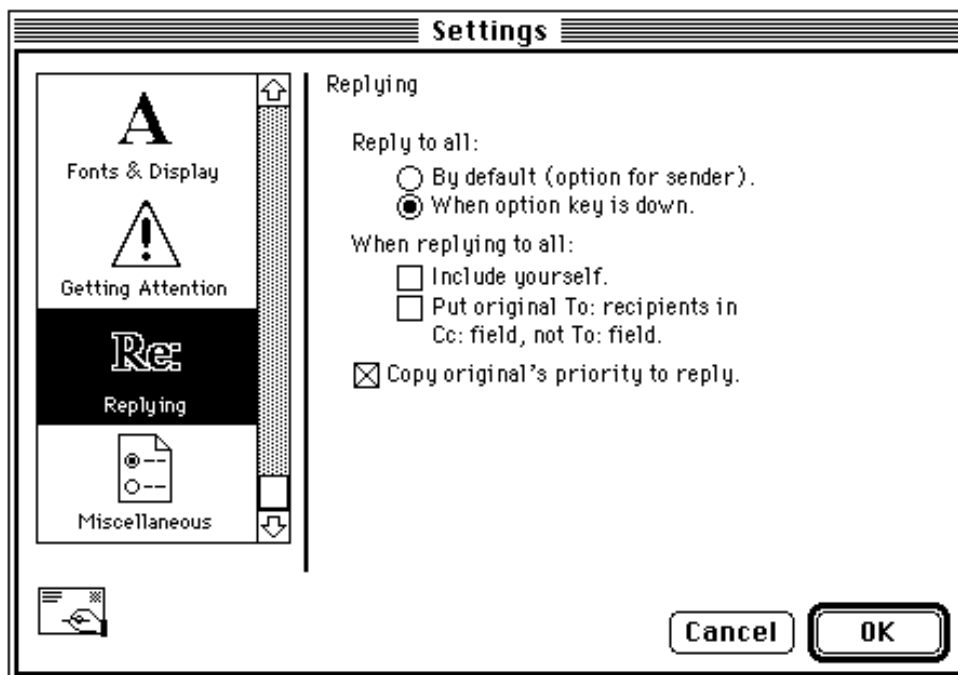 Settings
A
Fonts & Display
Getting Attention
Re:
Replying
Miscellaneous
Replying
Reply to all:
By default (option for sender).
When option key is down.
When replying to all:
Include yourself.
Put original To: recipients in
Cc: field, not To: field.
Copy original's priority to reply.
Cancel
OK